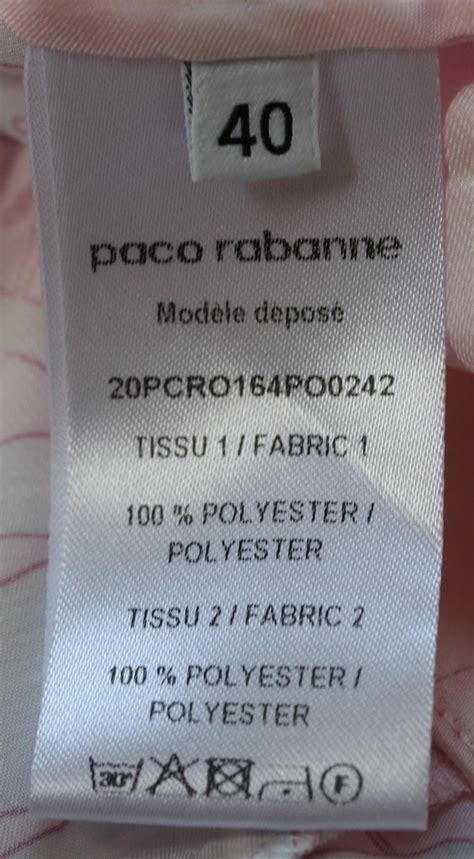 40
paco rabanne
Modèle deposé
20PCRO164PO0242
TISSU 1 / FABRIC 1
100 % POLYESTER /
POLYESTER
TISSU 2 / FABRIC 2
100 % POLYESTER /
POLYESTER
30° F